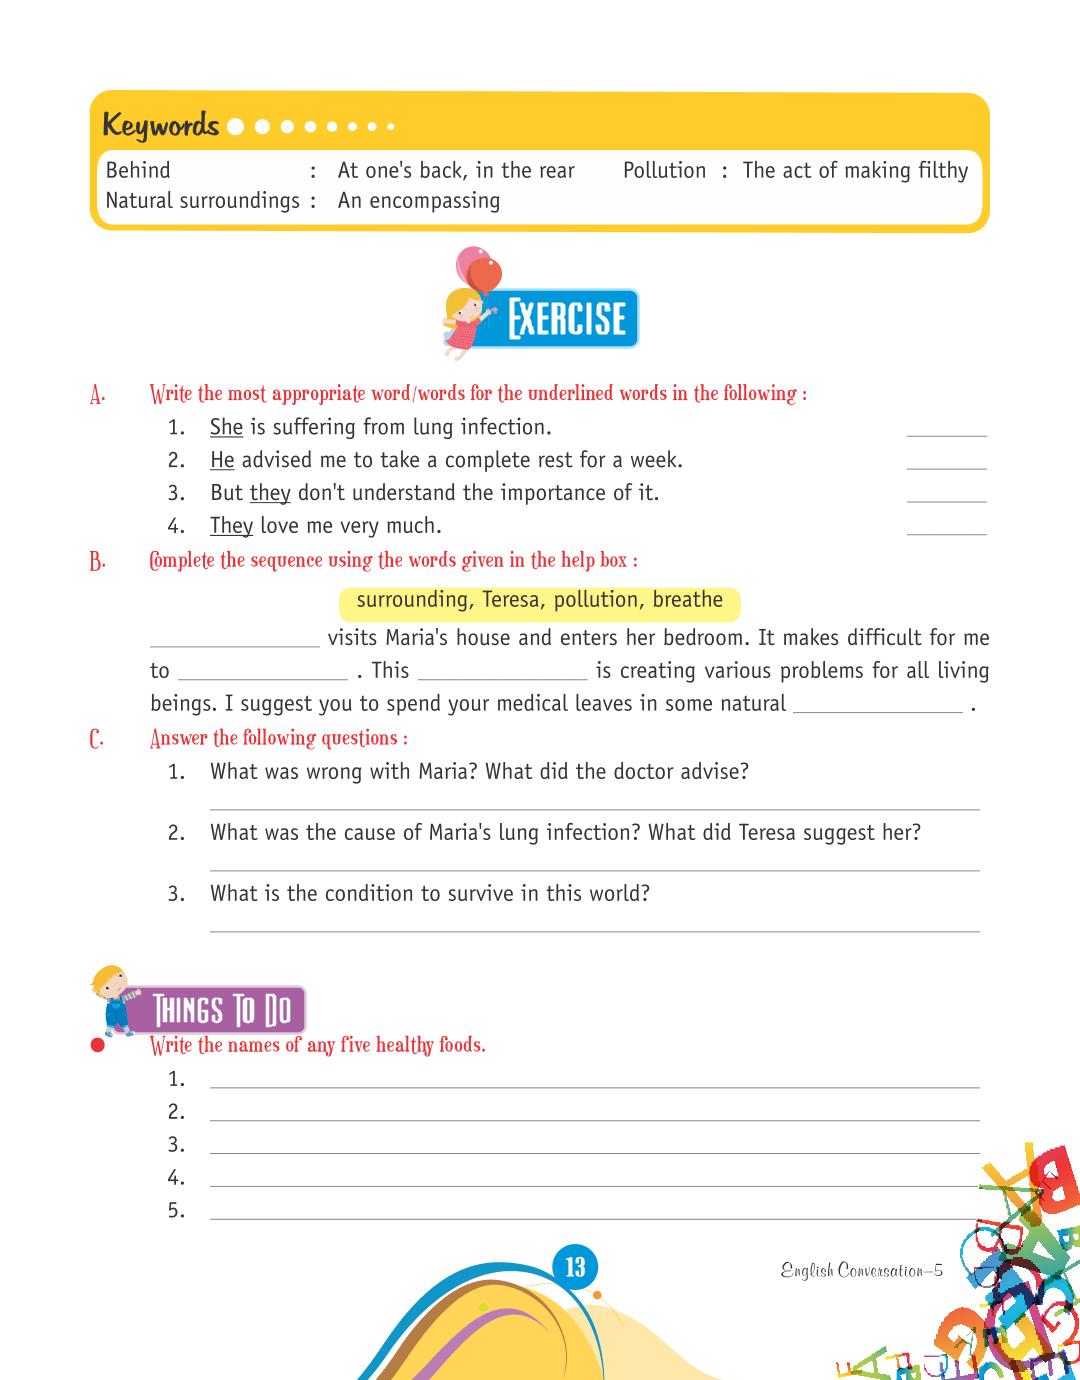 Keywords
Behind : At one's back, in the rear Pollution : The act of making filthy
Natural surroundings : An encompassing
EXERCISE
A. Write the most appropriate word/words for the underlined words in the following :
1. She is suffering from lung infection. ________
2. He advised me to take a complete rest for a week. ________
3. But they don't understand the importance of it. ________
4. They love me very much. ________
B. Complete the sequence using the words given in the help box :
surrounding, Teresa, pollution, breathe
________________ visits Maria's house and enters her bedroom. It makes difficult for me
to ________________ . This ________________ is creating various problems for all living
beings. I suggest you to spend your medical leaves in some natural ________________ .
C. Answer the following questions :
1. What was wrong with Maria? What did the doctor advise?
2. What was the cause of Maria's lung infection? What did Teresa suggest her?
3. What is the condition to survive in this world?
THINGS TO DO
● Write the names of any five healthy foods.
1.
2.
3.
4.
5.
13
English Conversation–5